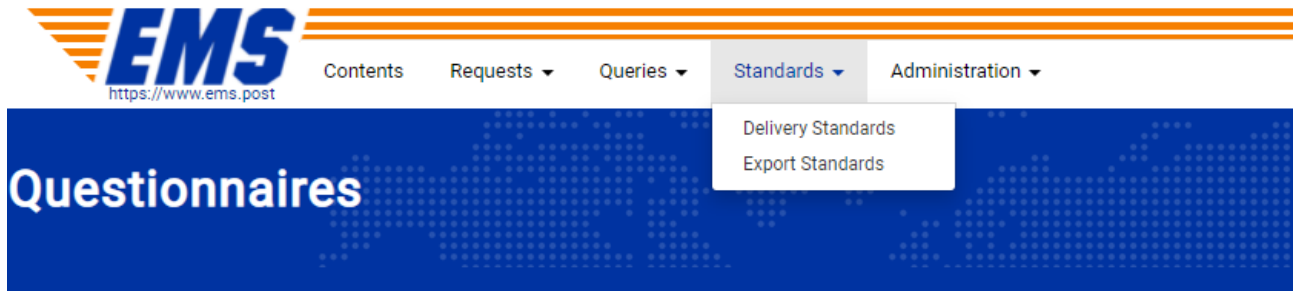 EMS
https://www.ems.post
Contents Requests Queries Standards Administration
Delivery Standards
Export Standards
Questionnaires